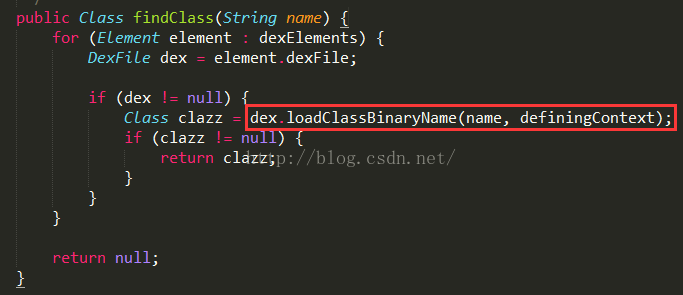 public Class findClass(String name) {
for (Element element : dexElements) {
DexFile dex = element.dexFile;
if (dex != null) {
Class clazz = dex.loadClassBinaryName(name, definingContext);
if (clazz != null) {
return clazz;
http://blog.csdn.net/
}
}
}
return null;
}